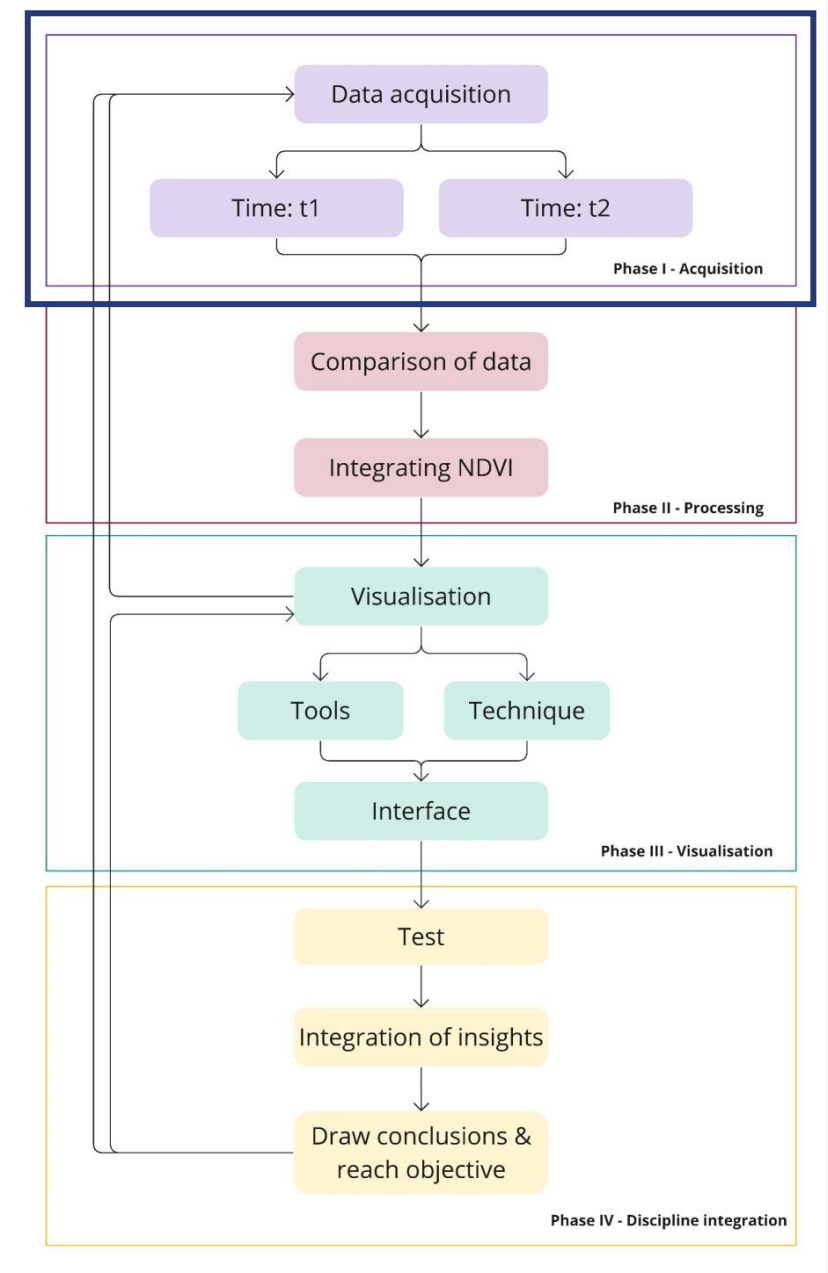 Data acquisition
Time: t1
Time: t2
Phase I - Acquisition
Comparison of data
Integrating NDVI
Phase II - Processing
Visualisation
Tools
Technique
Interface
Phase III - Visualisation
Test
Integration of insights
Draw conclusions &
reach objective
Phase IV - Discipline integration